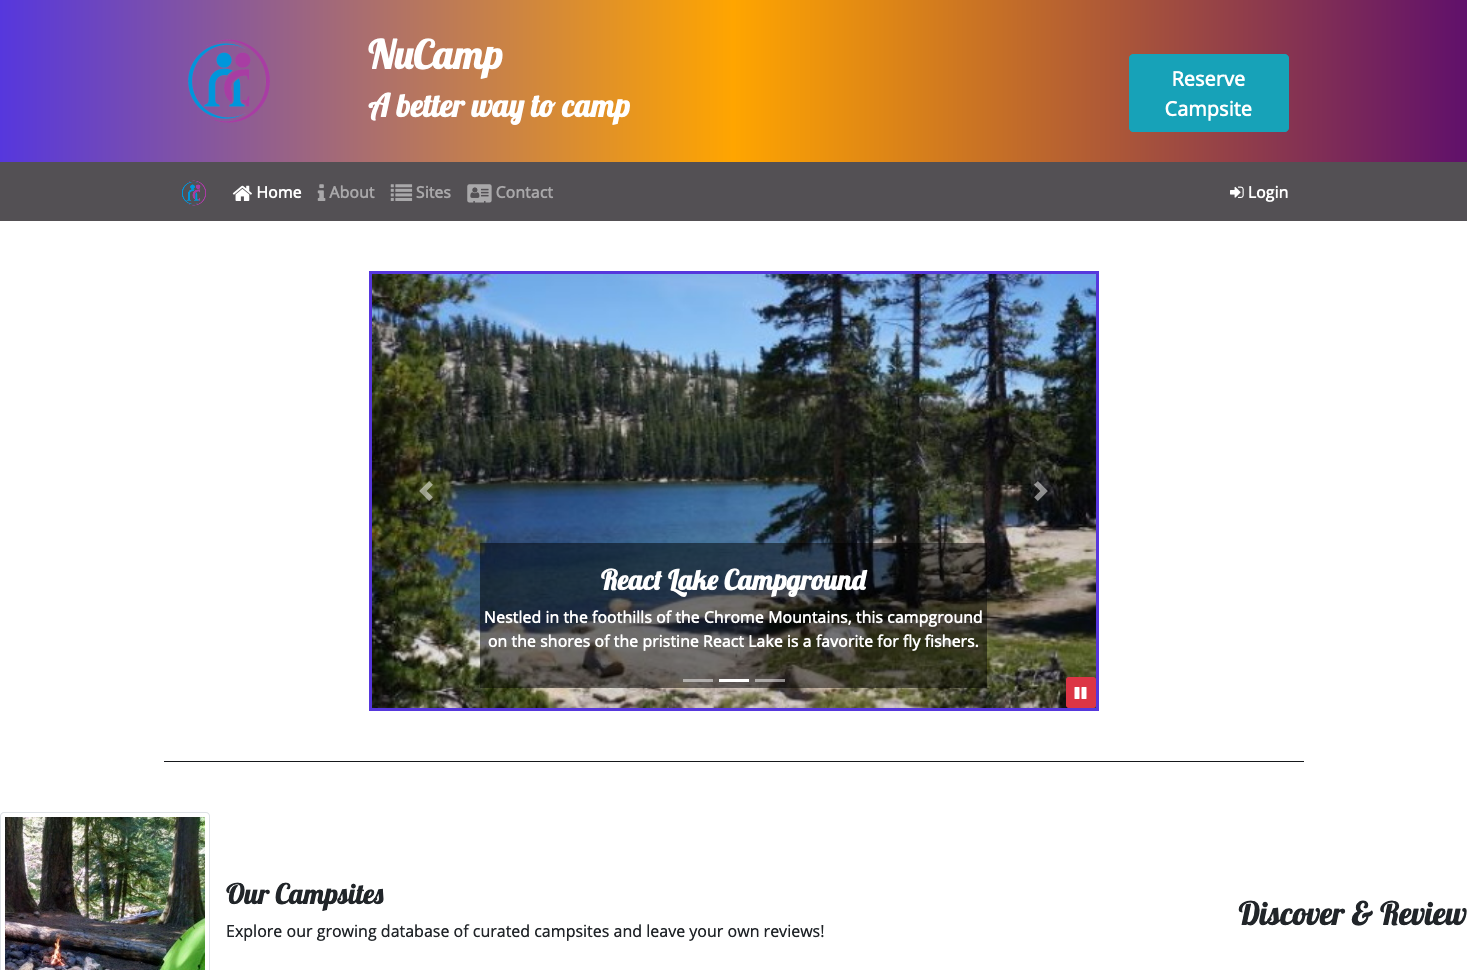 NuCamp
A better way to camp
Reserve
Campsite
Home
About
Sites
Contact
Login
React Lake Campground
Nestled in the foothills of the Chrome Mountains, this campground
on the shores of the pristine React Lake is a favorite for fly fishers.
Our Campsites
Explore our growing database of curated campsites and leave your own reviews!
Discover & Review